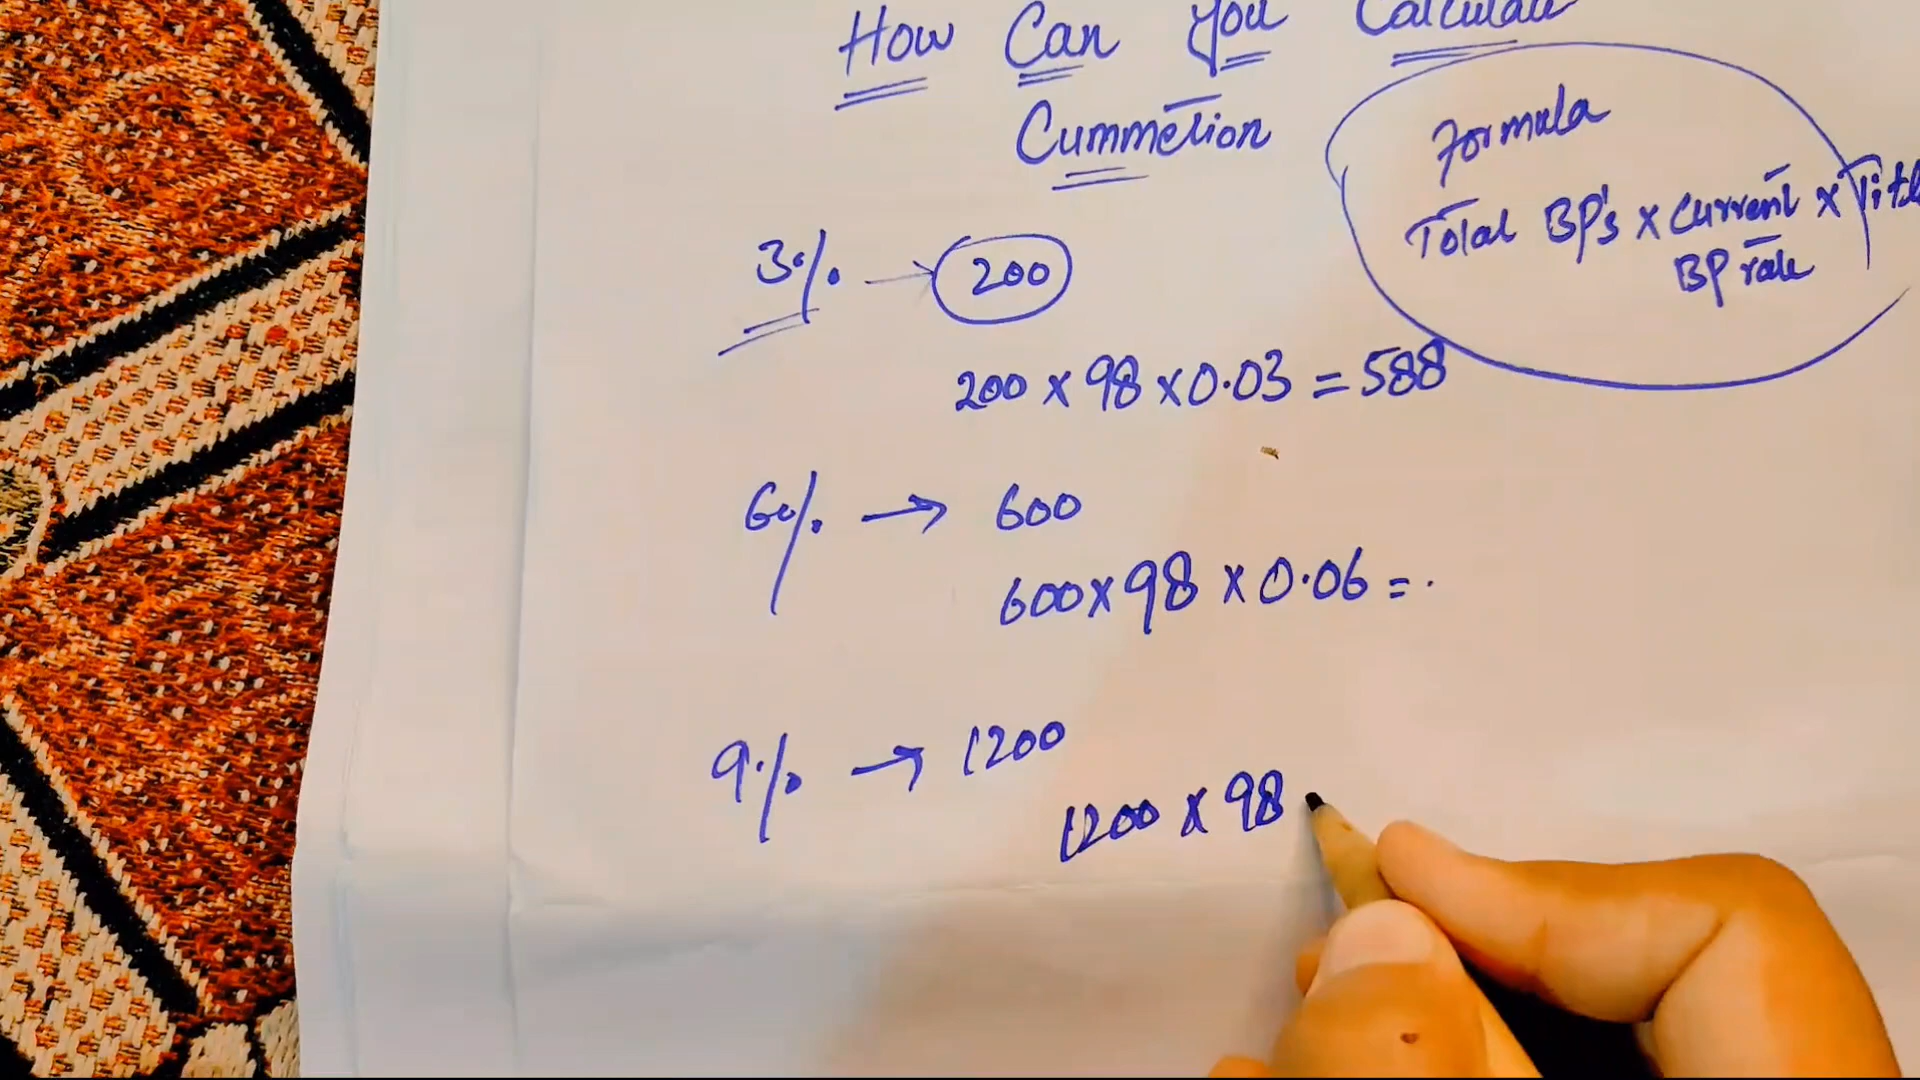 How Can You Calculate
Cummetion
Formula
Total BP's x Current x Titl
BP rate
3% → 200
200 x 98 x 0.03 = 588
6% → 600
600 x 98 x 0.06 = .
9% → 1200
1200 x 98